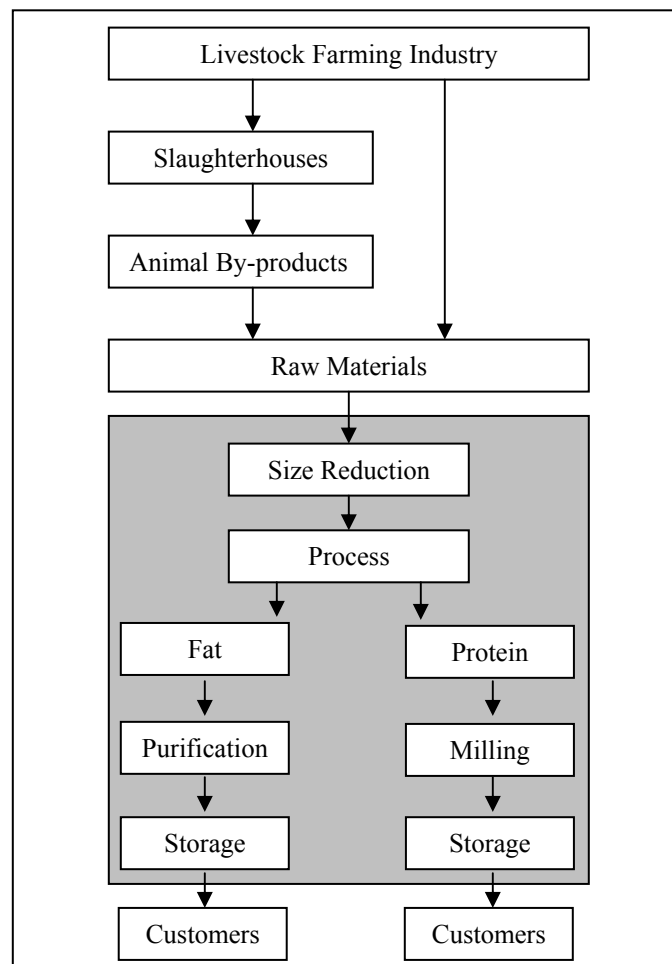 Livestock Farming Industry
Slaughterhouses
Animal By-products
Raw Materials
Size Reduction
Process
Fat
Protein
Purification
Milling
Storage
Storage
Customers
Customers